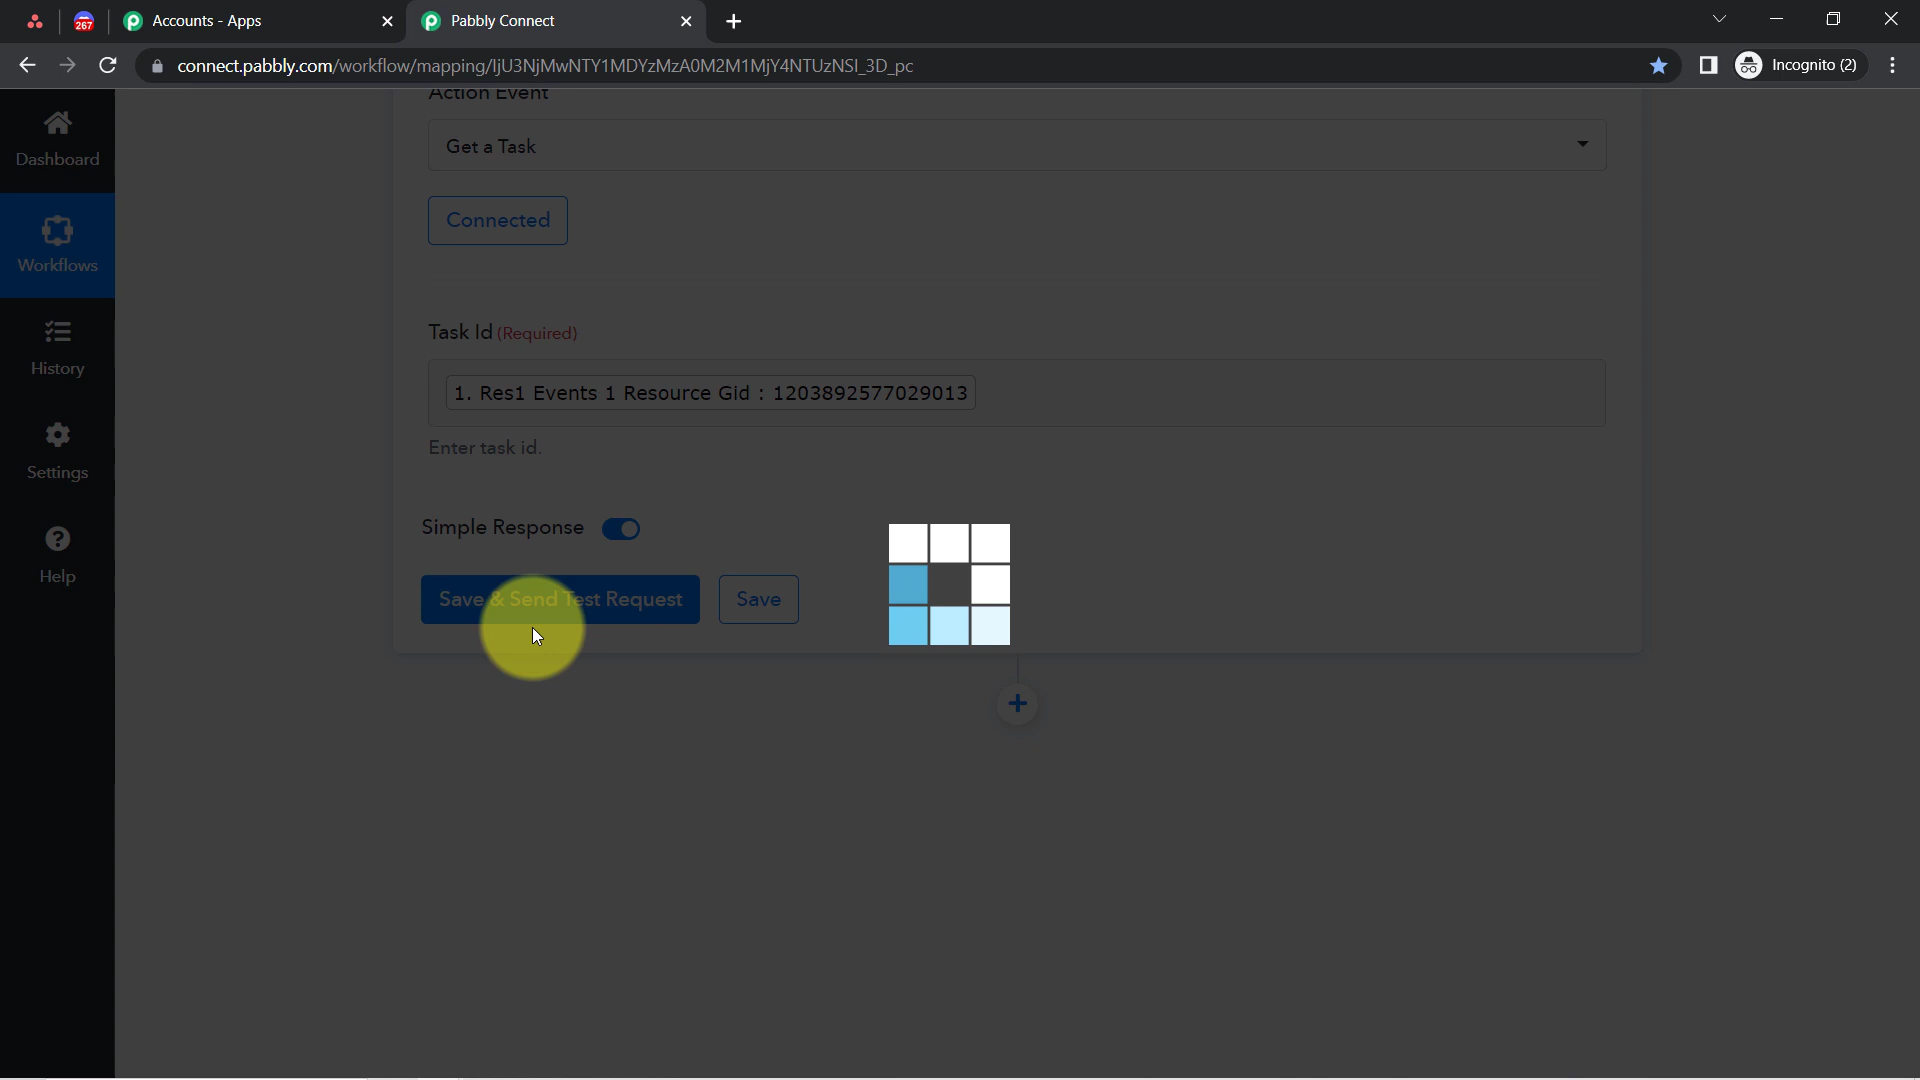 267
Accounts - Apps
Pabbly Connect
connect.pabbly.com/workflow/mapping/IjU3NjMwNTY1MDYzMzA0M2M1MjY4NTUzNSI_3D_pc
Incognito (2)
Action Event
Dashboard
Get a Task
Connected
Workflows
Task Id (Required)
History
1. Res1 Events 1 Resource Gid : 1203892577029013
Enter task id.
Settings
Simple Response
Help
Save & Send Test Request
Save